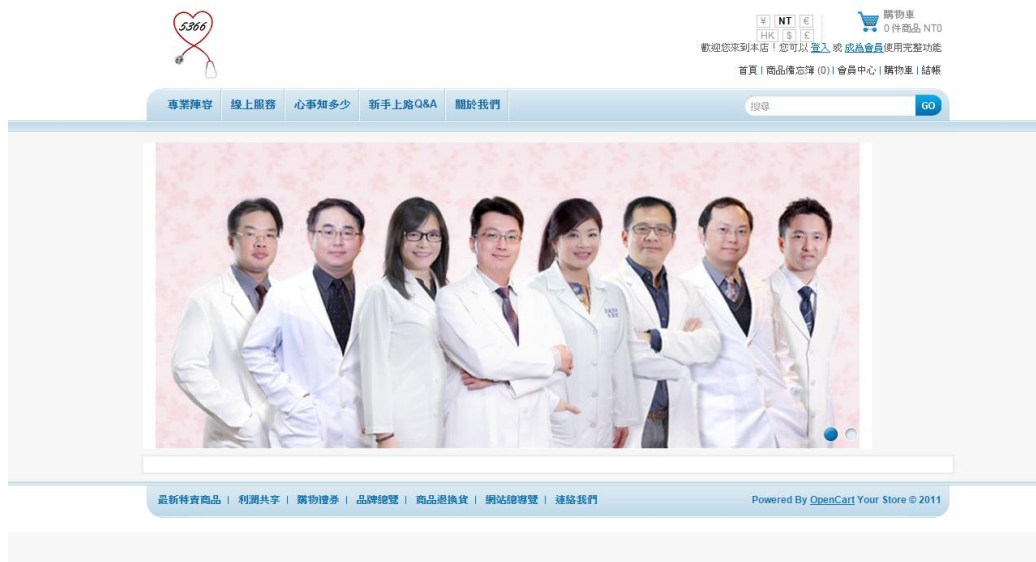 5366
¥ NT €
HK $ £
購物車
0 件商品 NT0
歡迎您來到本店！您可以 登入 或 成為會員使用完整功能
首頁 | 商品備忘簿 (0) | 會員中心 | 購物車 | 結帳
專業陣容 線上服務 心事知多少 新手上路Q&A 關於我們
搜尋 GO
最新特賣商品 | 利潤共享 | 購物禮券 | 品牌總覽 | 商品退換貨 | 網站總導覽 | 連絡我們
Powered By OpenCart Your Store © 2011